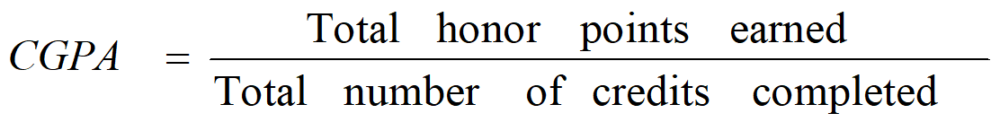 CGPA = Total honor points earned
Total number of credits completed